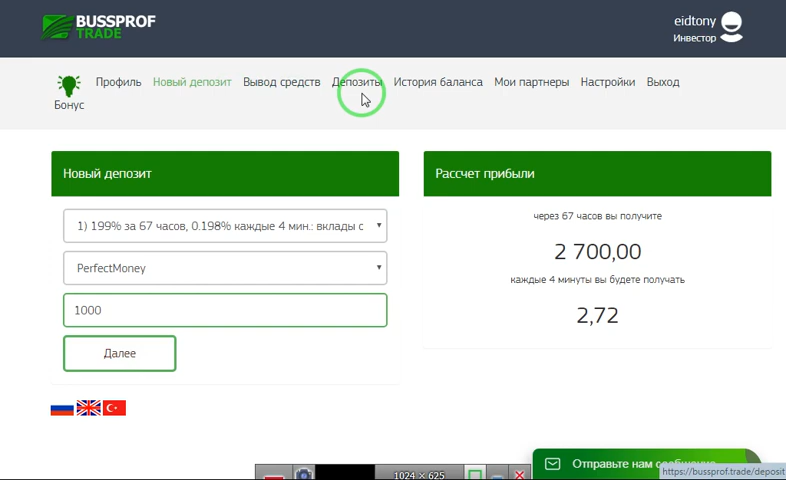 BUSSPROF
TRADE
eidtony
Инвестор
Бонус
Профиль
Новый депозит
Вывод средств
Депозиты
История баланса
Мои партнеры
Настройки
Выход
Новый депозит
1) 199% за 67 часов, 0.198% каждые 4 мин.: вклады с
PerfectMoney
1000
Далее
Рассчет прибыли
через 67 часов вы получите
2 700,00
каждые 4 минуты вы будете получать
2,72
Отправьте нам сообщение
https://bussprof.trade/deposit
1024 × 625